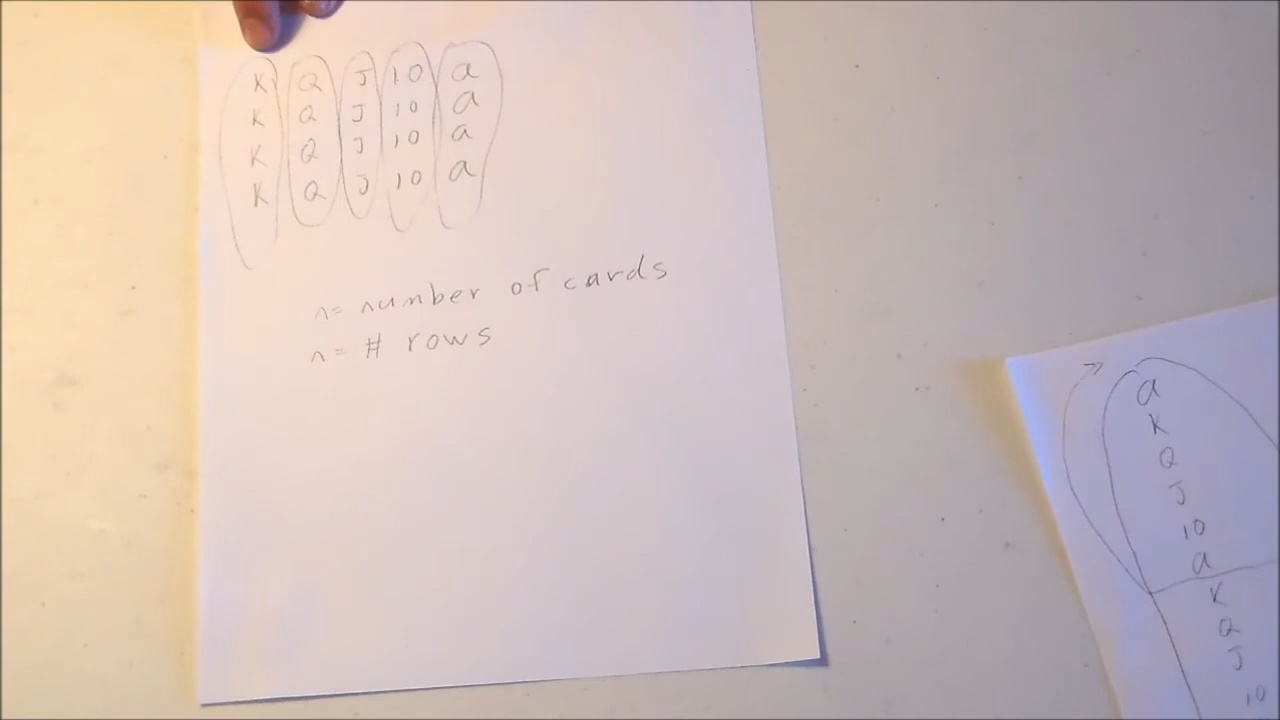 K Q J 10 a
K Q J 10 a
K Q J 10 a
K Q J 10 a
n = number of cards
n = # rows
a
K
Q
J
10
a
K
Q
J
10